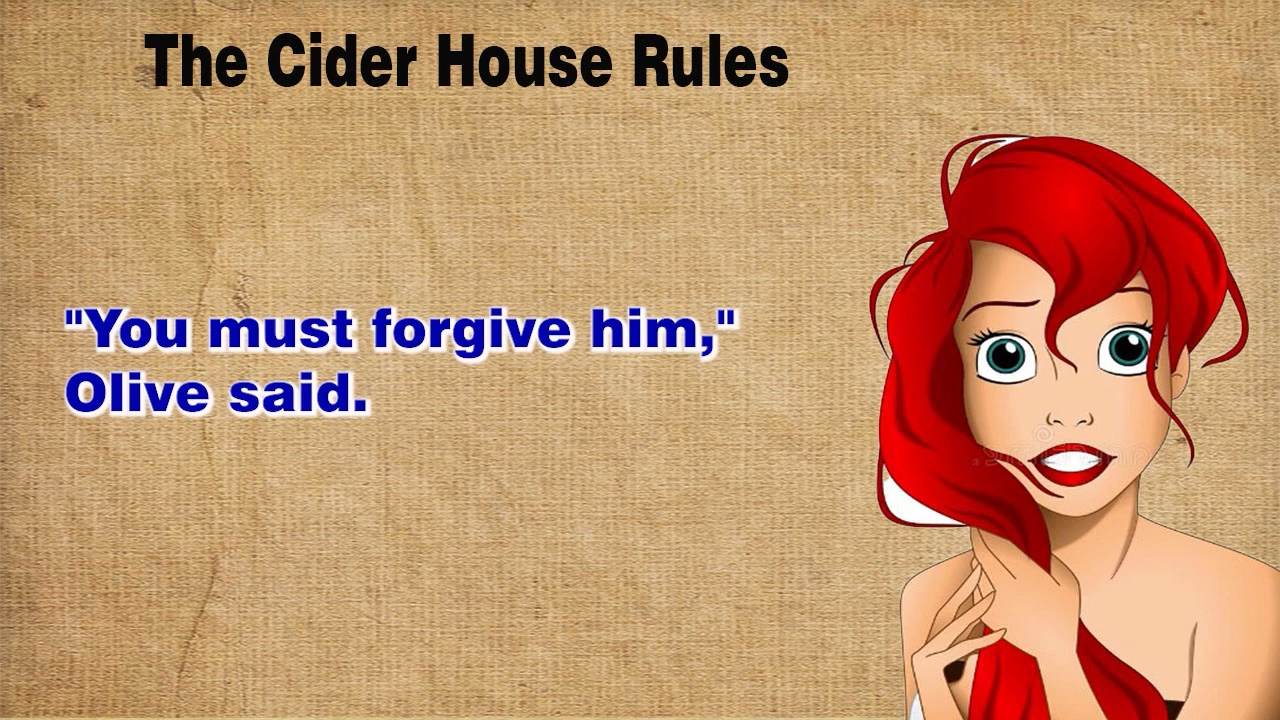 The Cider House Rules
"You must forgive him,"
Olive said.